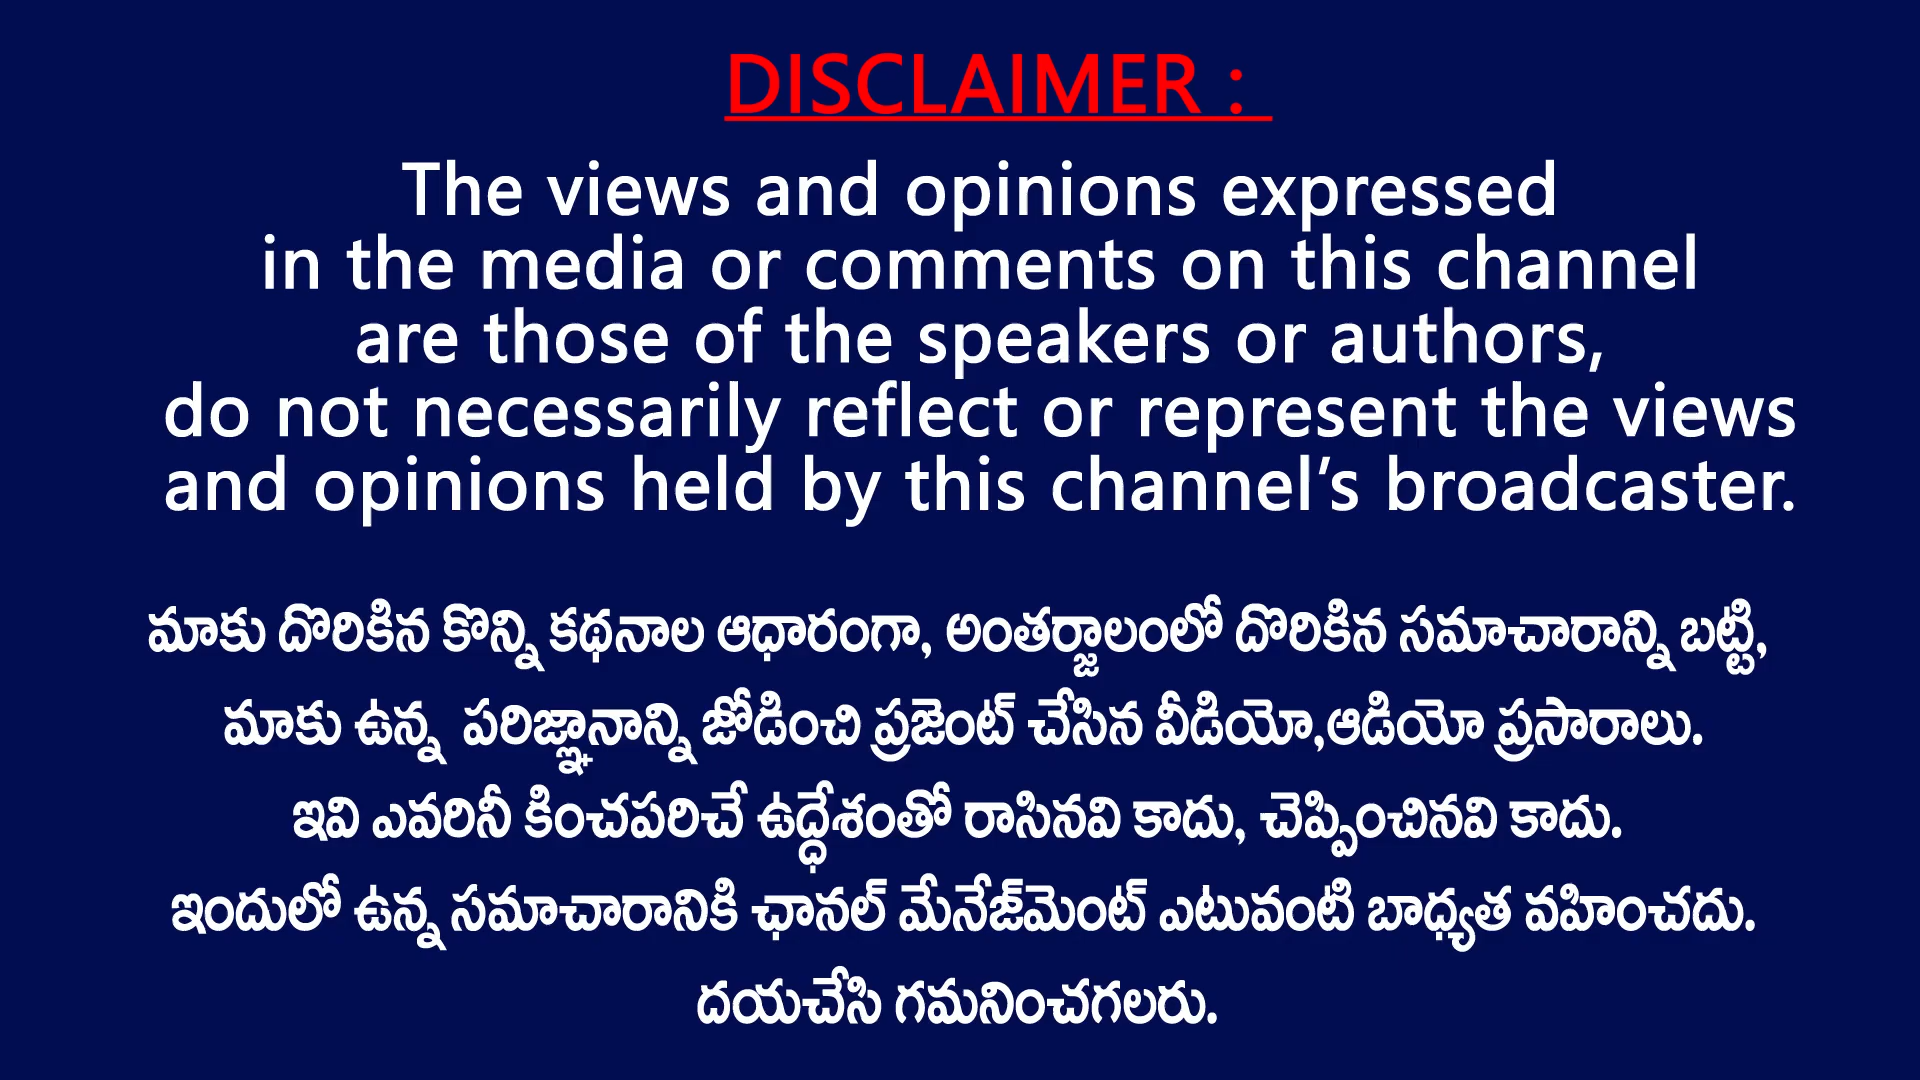 DISCLAIMER :
The views and opinions expressed
in the media or comments on this channel
are those of the speakers or authors,
do not necessarily reflect or represent the views
and opinions held by this channel’s broadcaster.
మాకు దొరికిన కొన్ని కథనాల ఆధారంగా, అంతర్జాలంలో దొరికిన సమాచారాన్ని బట్టి,
మాకు ఉన్న పరిజ్ఞానాన్ని జోడించి ప్రజెంట్ చేసిన వీడియో,ఆడియో ప్రసారాలు.
ఇవి ఎవరినీ కించపరిచే ఉద్ధేశంతో రాసినవి కాదు, చెప్పించినవి కాదు.
ఇందులో ఉన్న సమాచారానికి ఛానల్ మేనేజ్‌మెంట్ ఎటువంటి బాధ్యత వహించదు.
దయచేసి గమనించగలరు.